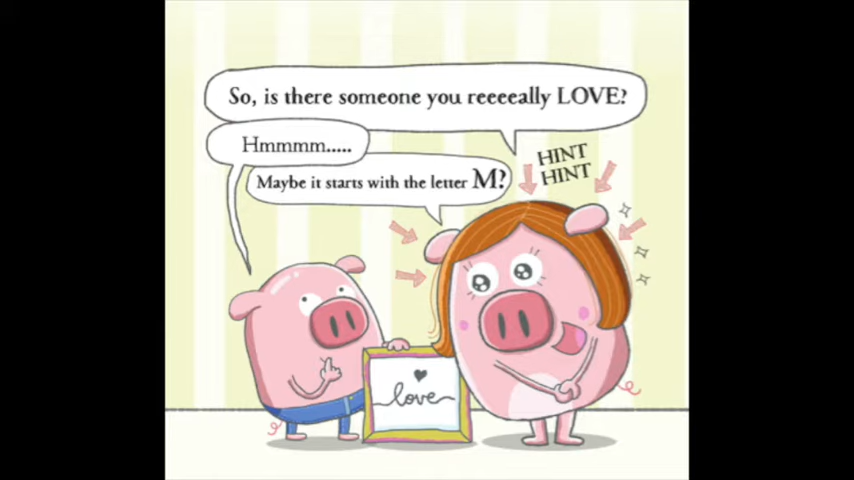 So, is there someone you reeeeally LOVE?
Hmmmm.....
Maybe it starts with the letter M?
HINT
HINT
love